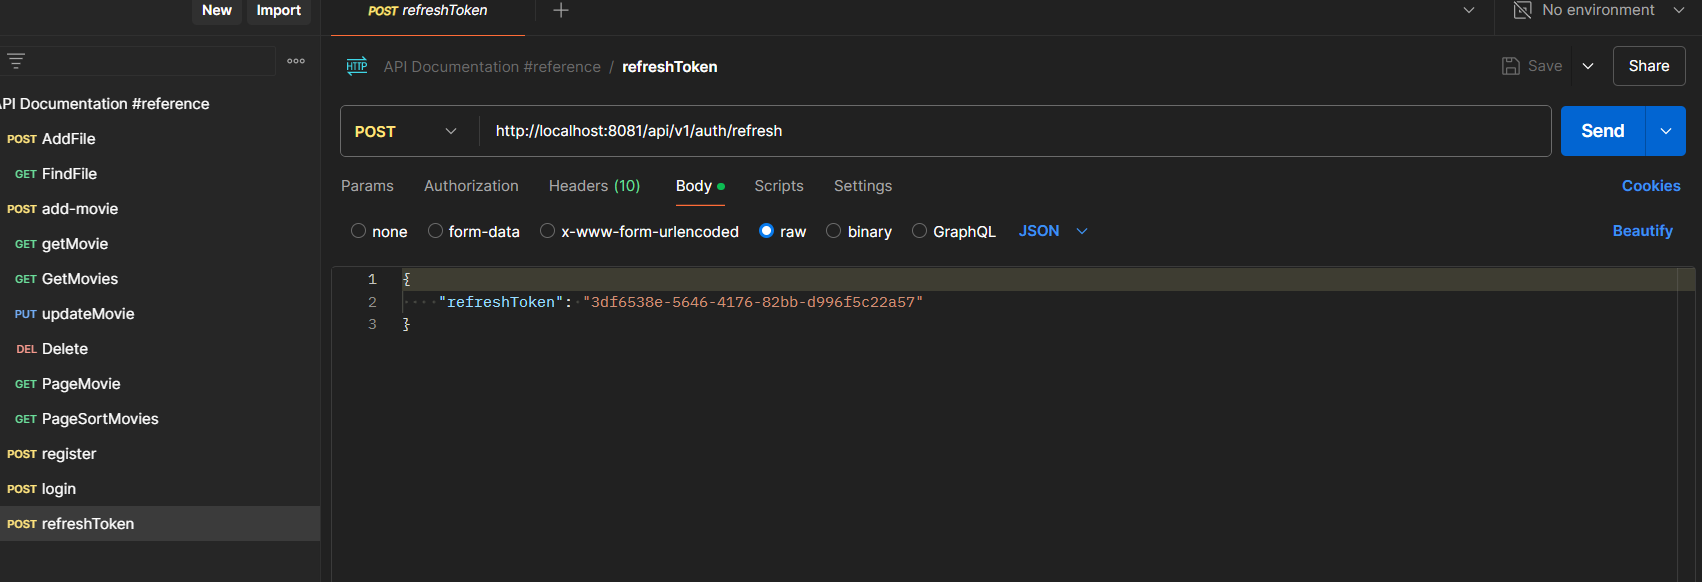 New Import
POST refreshToken
No environment
API Documentation #reference / refreshToken
Save
Share
PI Documentation #reference
POST AddFile
GET FindFile
POST add-movie
GET getMovie
GET GetMovies
PUT updateMovie
DEL Delete
GET PageMovie
GET PageSortMovies
POST register
POST login
POST refreshToken
HTTP
POST
http://localhost:8081/api/v1/auth/refresh
Send
Params Authorization Headers (10) Body Scripts Settings
Cookies
none form-data x-www-form-urlencoded raw binary GraphQL JSON
Beautify
1 {
2 "refreshToken": "3df6538e-5646-4176-82bb-d996f5c22a57"
3 }